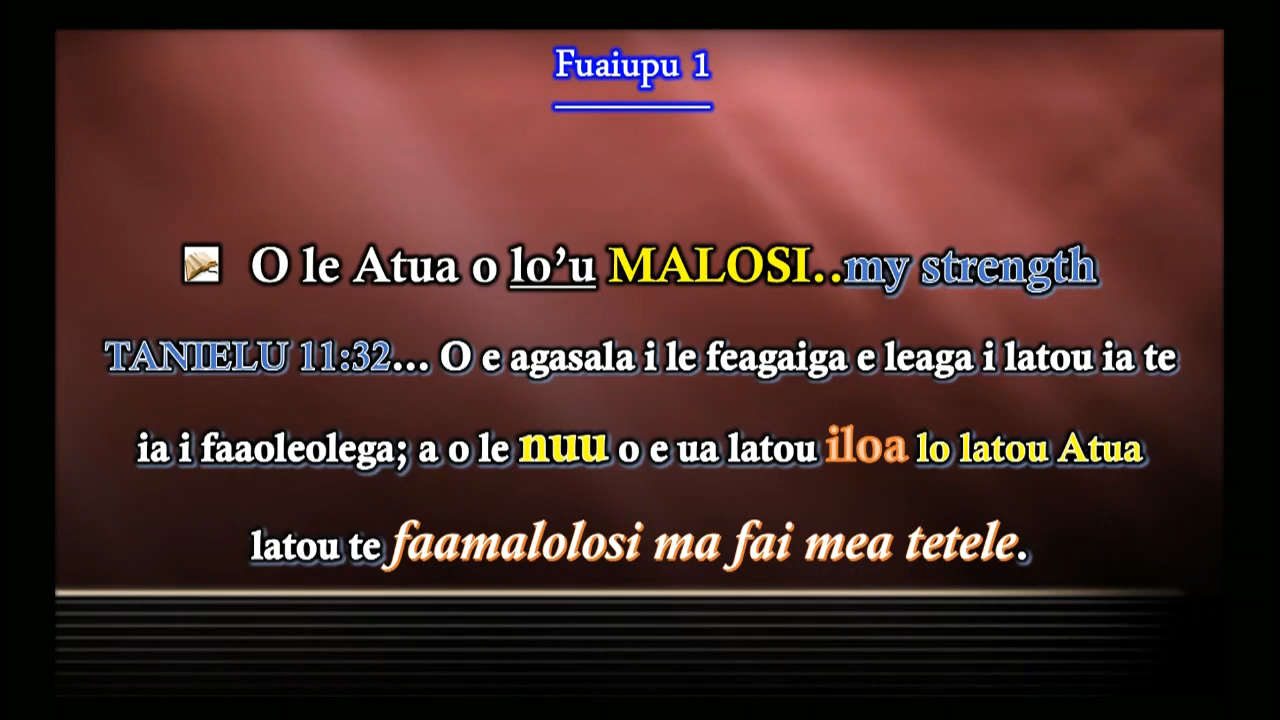 Fuaiupu 1
O le Atua o lo’u MALOSI..my strength
TANIELU 11:32... O e agasala i le feagaiga e leaga i latou ia te
ia i faaoleolega; a o le nuu o e ua latou iloa lo latou Atua
latou te faamalolosi ma fai mea tetele.